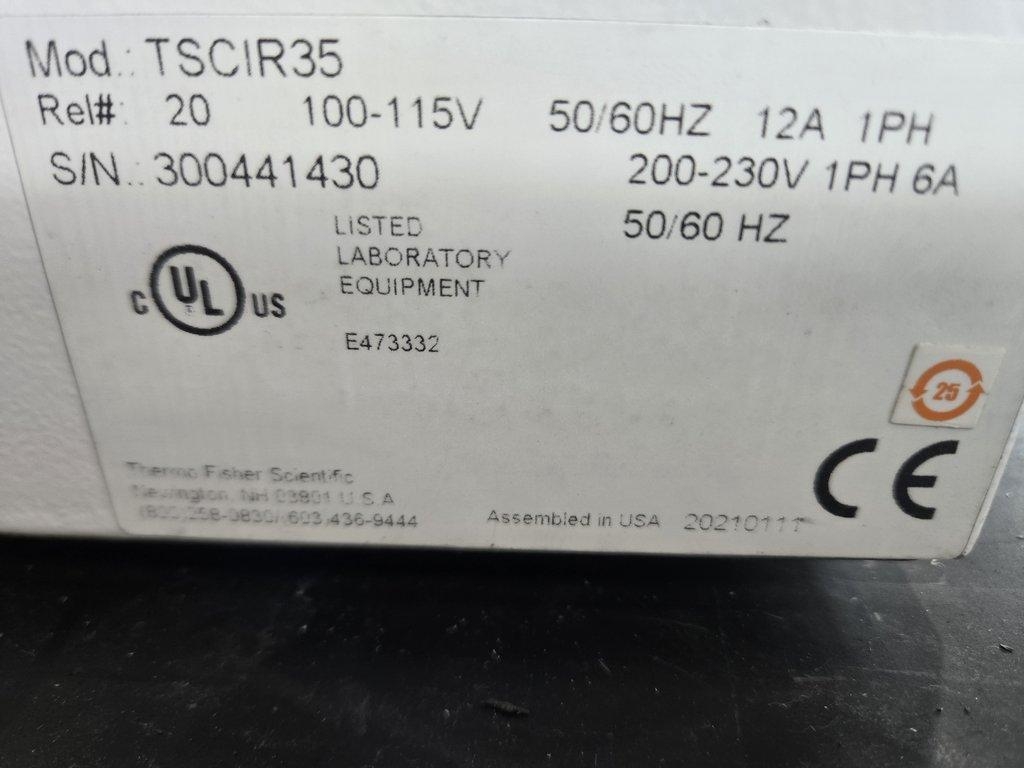 Mod.: TSCIR35
Rel#: 20 100-115V 50/60HZ 12A 1PH
S/N.: 300441430 200-230V 1PH 6A
50/60 HZ
LISTED
LABORATORY
EQUIPMENT
C UL US
E473332
25
CE
Thermo Fisher Scientific
Newington, NH 03801 U.S.A
(800)258-0830/(603)436-9444
Assembled in USA 20210111